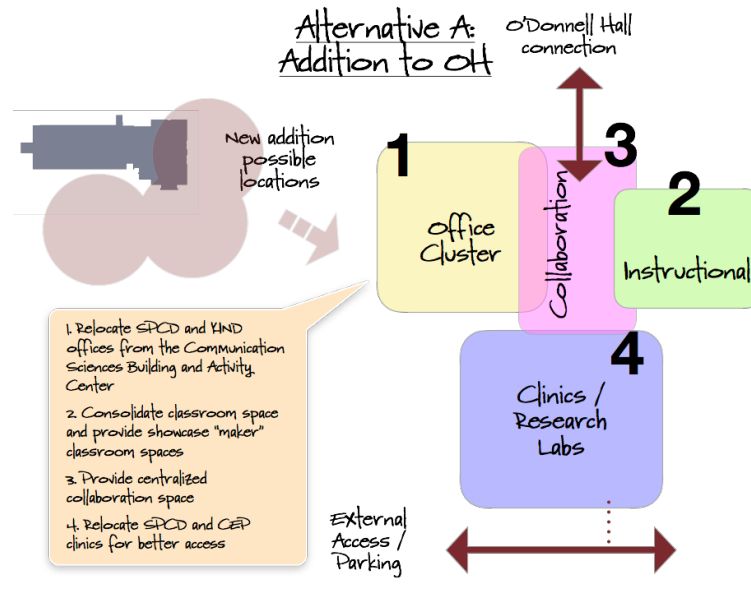 Alternative A:
Addition to OH
O'Donnell Hall
connection
New addition
possible
locations
1
Office
Cluster
3
Collaboration
2
Instructional
4
Clinics /
Research
Labs
1. Relocate SPCD and KIND
offices from the Communication
Sciences Building and Activity
Center
2. Consolidate classroom space
and provide showcase "maker"
classroom spaces
3. Provide centralized
collaboration space
4. Relocate SPCD and CEP
clinics for better access
External
Access /
Parking